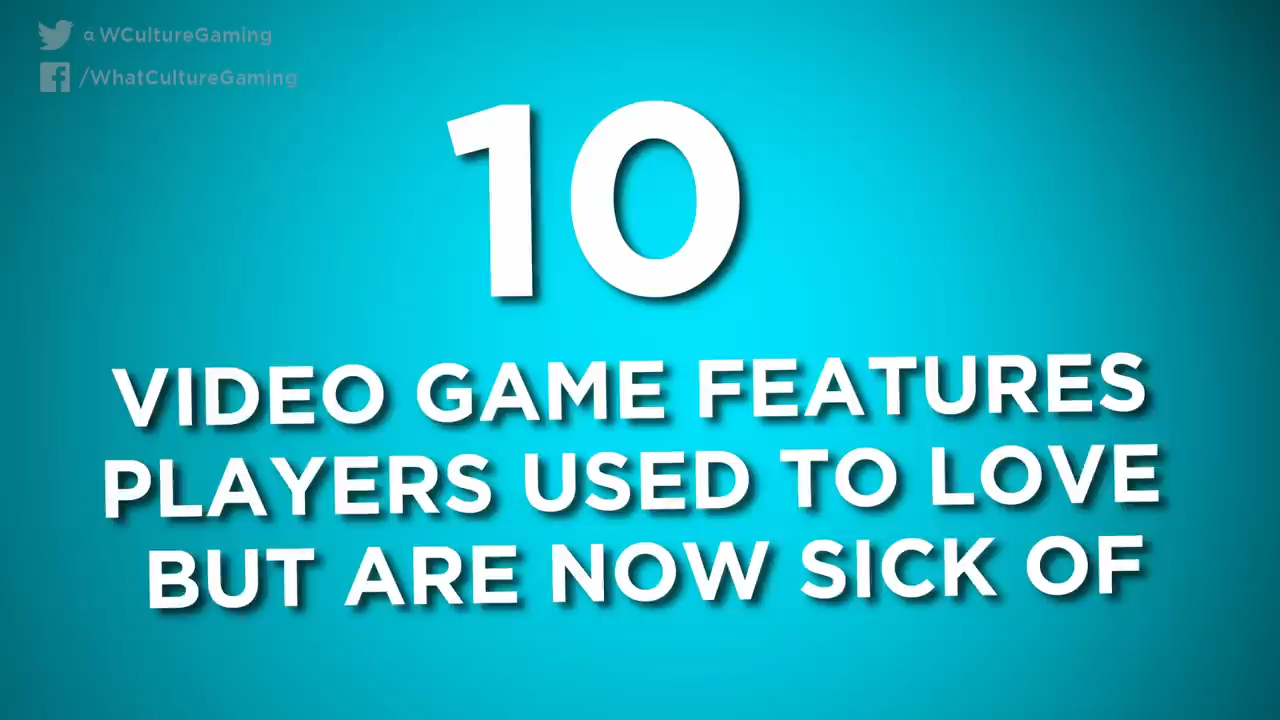 @WCultureGaming
/WhatCultureGaming
10
VIDEO GAME FEATURES
PLAYERS USED TO LOVE
BUT ARE NOW SICK OF